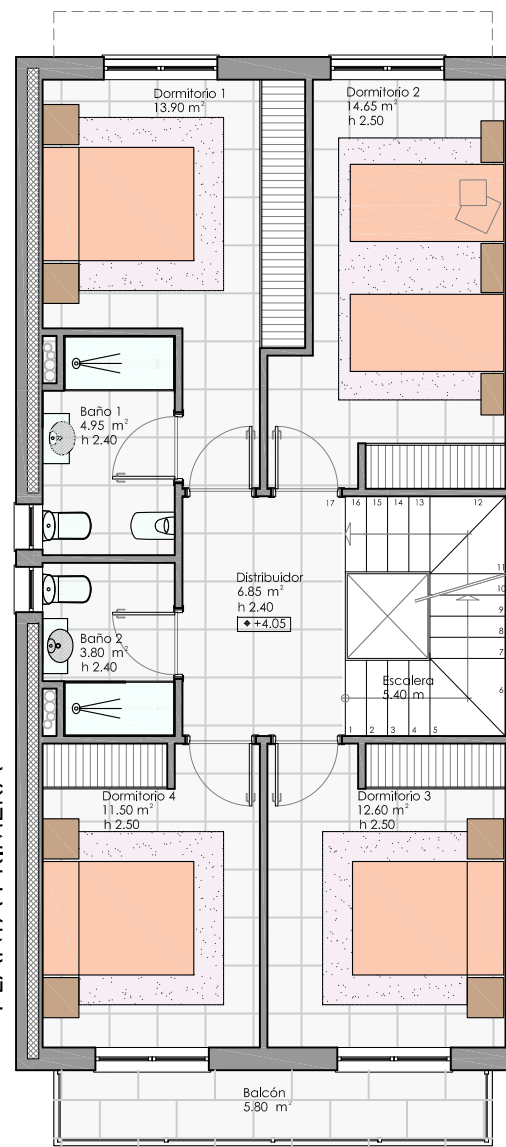 Dormitorio 1
13.90 m²
Dormitorio 2
14.65 m²
h 2.50
Baño 1
4.95 m²
h 2.40
17 16 15 14 13 12
11
10
9
8
7
6
Distribuidor
6.85 m²
h 2.40
+4.05
Baño 2
3.80 m²
h 2.40
Escalera
5.40 m
1 2 3 4 5
Dormitorio 4
11.50 m²
h 2.50
Dormitorio 3
12.60 m²
h 2.50
Balcón
5.80 m²